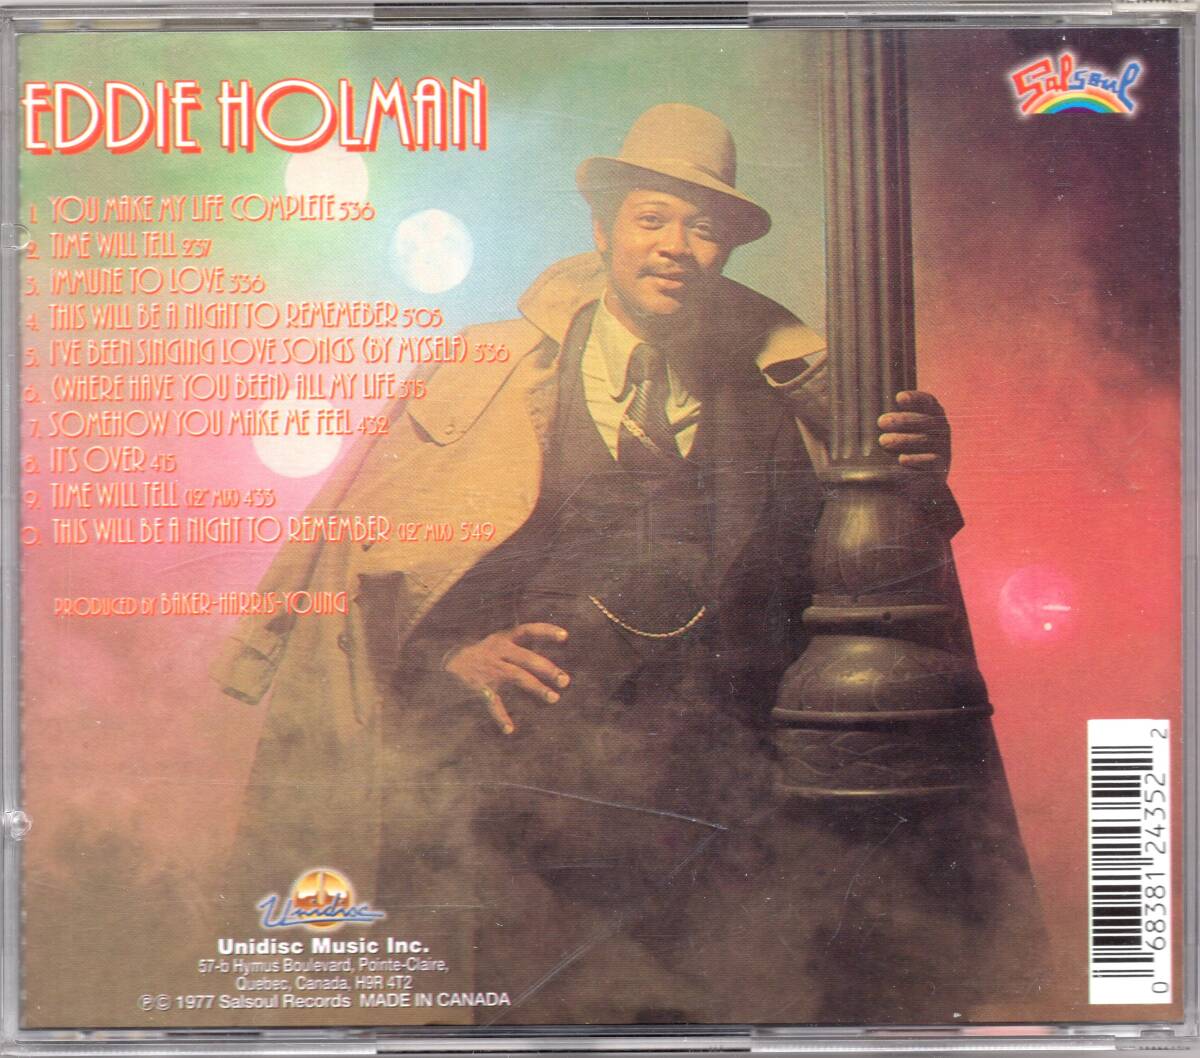 EDDIE HOLMAN
Salsoul
1. YOU MAKE MY LIFE COMPLETE 5'36
2. TIME WILL TELL 2'37
3. IMMUNE TO LOVE 3'36
4. THIS WILL BE A NIGHT TO REMEMEBER 5'05
5. I'VE BEEN SINGING LOVE SONGS (BY MYSELF) 3'36
6. (WHERE HAVE YOU BEEN) ALL MY LIFE 3'15
7. SOMEHOW YOU MAKE ME FEEL 4'32
8. IT'S OVER 4'15
9. TIME WILL TELL (12" MIX) 4'33
0. THIS WILL BE A NIGHT TO REMEMBER (12" MIX) 5'49
PRODUCED BY BAKER-HARRIS-YOUNG
Unidisc
Unidisc Music Inc.
57-b Hymus Boulevard, Pointe-Claire,
Quebec, Canada, H9R 4T2
℗© 1977 Salsoul Records MADE IN CANADA
0 68381 24352 2